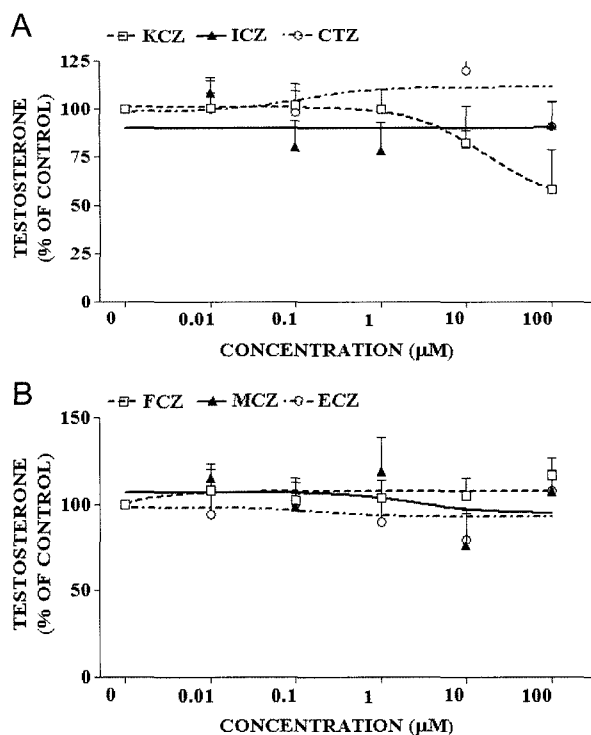 A
KCZ ICZ CTZ
TESTOSTERONE
(% OF CONTROL)
125
100
75
50
25
0
0 0.01 0.1 1 10 100
CONCENTRATION (µM)
B
FCZ MCZ ECZ
TESTOSTERONE
(% OF CONTROL)
150
100
50
0
0 0.01 0.1 1 10 100
CONCENTRATION (µM)